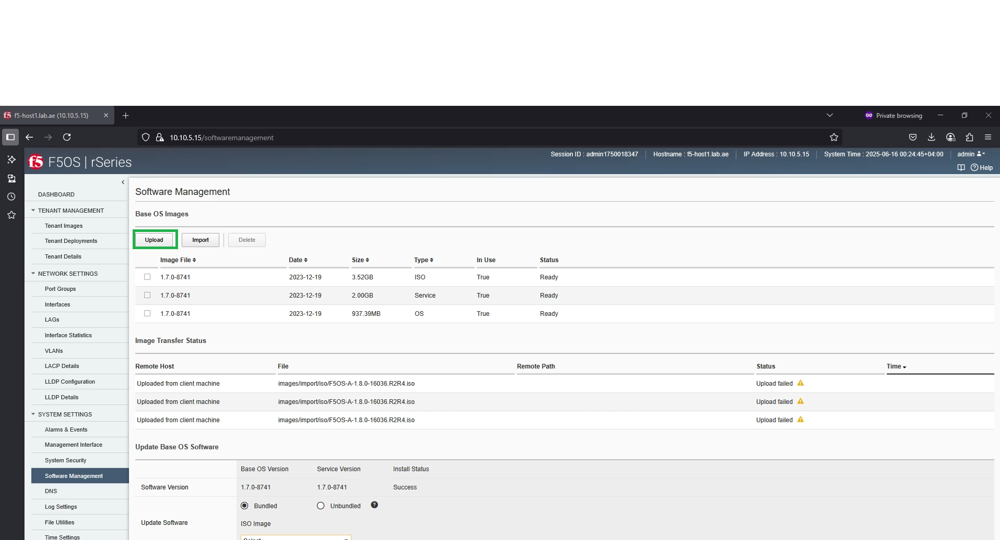 f5-host1.lab.ae (10.10.5.15)
Private browsing
10.10.5.15/softwaremanagement
f5 F5OS | rSeries
Session ID : admin1750018347
Hostname : f5-host1.lab.ae
IP Address : 10.10.5.15
System Time : 2025-06-16 00:24:45+04:00
admin
Help
DASHBOARD
TENANT MANAGEMENT
Tenant Images
Tenant Deployments
Tenant Details
NETWORK SETTINGS
Port Groups
Interfaces
LAGs
Interface Statistics
VLANs
LACP Details
LLDP Configuration
LLDP Details
SYSTEM SETTINGS
Alarms & Events
Management Interface
System Security
Software Management
DNS
Log Settings
File Utilities
Time Settings
Software Management
Base OS Images
Upload Import Delete
Image File Date Size Type In Use Status
1.7.0-8741 2023-12-19 3.52GB ISO True Ready
1.7.0-8741 2023-12-19 2.00GB Service True Ready
1.7.0-8741 2023-12-19 937.39MB OS True Ready
Image Transfer Status
Remote Host File Remote Path Status Time
Uploaded from client machine images/import/iso/F5OS-A-1.8.0-16036.R2R4.iso Upload failed
Uploaded from client machine images/import/iso/F5OS-A-1.8.0-16036.R2R4.iso Upload failed
Uploaded from client machine images/import/iso/F5OS-A-1.8.0-16036.R2R4.iso Upload failed
Update Base OS Software
Base OS Version Service Version Install Status
Software Version 1.7.0-8741 1.7.0-8741 Success
Bundled Unbundled ?
Update Software
ISO Image